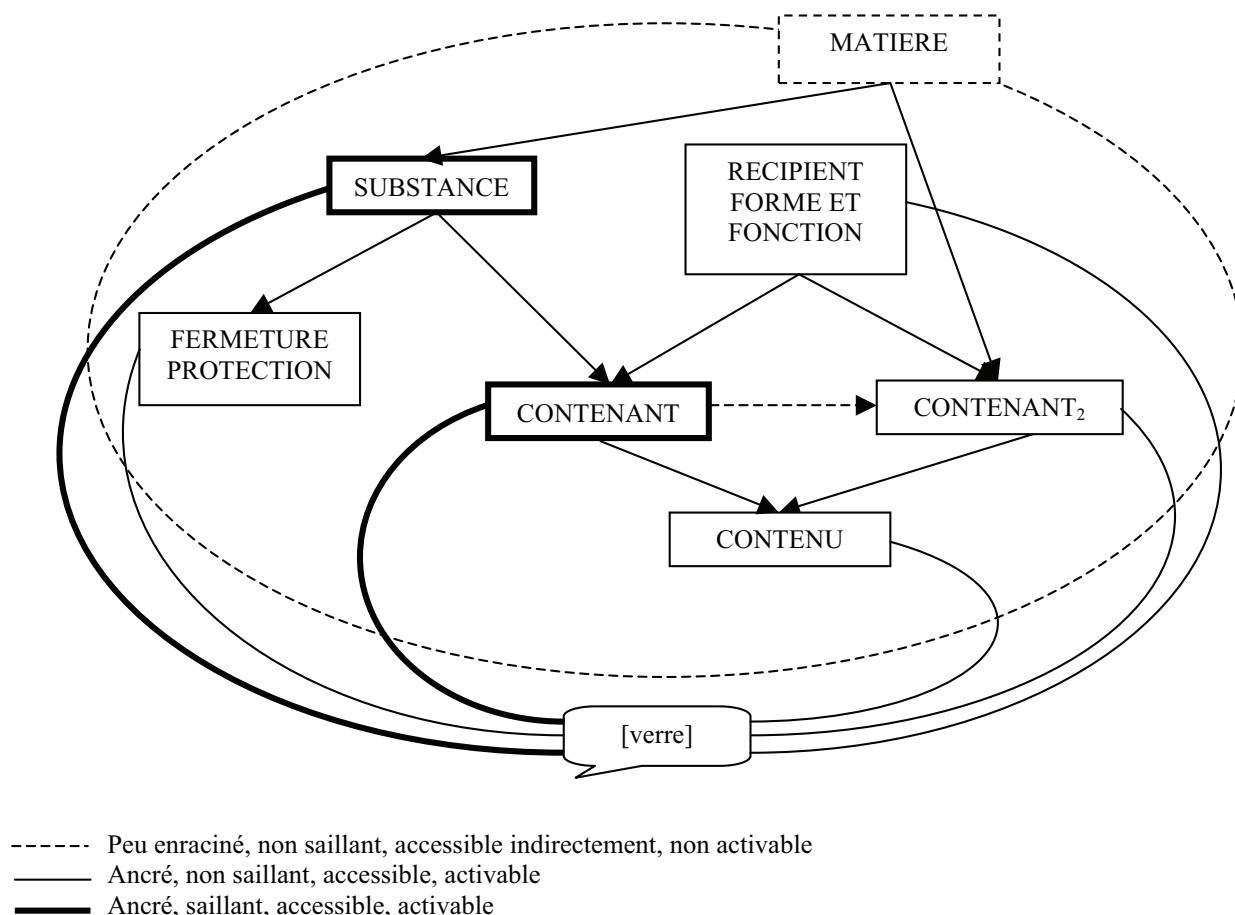 MATIERE
SUBSTANCE
RECIPIENT
FORME ET
FONCTION
FERMETURE
PROTECTION
CONTENANT
CONTENANT₂
CONTENU
[verre]
Peu enraciné, non saillant, accessible indirectement, non activable
Ancré, non saillant, accessible, activable
Ancré, saillant, accessible, activable